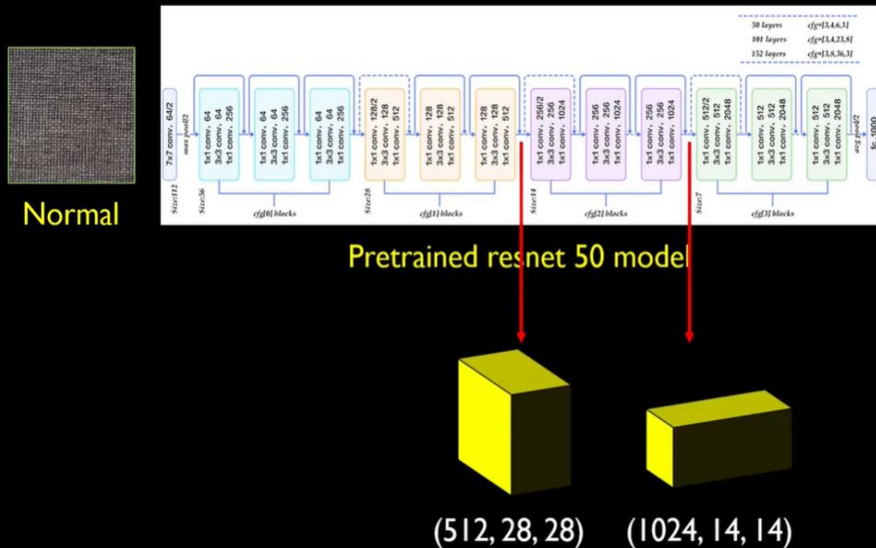 50 layers cfg=[3,4,6,3]
101 layers cfg=[3,4,23,8]
152 layers cfg=[3,8,36,3]
7x7 conv, 64/2
max pool/2
1x1 conv, 64
3x3 conv, 64
1x1 conv, 256
1x1 conv, 64
3x3 conv, 64
1x1 conv, 256
1x1 conv, 64
3x3 conv, 64
1x1 conv, 256
1x1 conv, 128/2
3x3 conv, 128
1x1 conv, 512
1x1 conv, 128
3x3 conv, 128
1x1 conv, 512
1x1 conv, 128
3x3 conv, 128
1x1 conv, 512
1x1 conv, 256/2
3x3 conv, 256
1x1 conv, 1024
1x1 conv, 256
3x3 conv, 256
1x1 conv, 1024
1x1 conv, 256
3x3 conv, 256
1x1 conv, 1024
1x1 conv, 512/2
3x3 conv, 512
1x1 conv, 2048
1x1 conv, 512
3x3 conv, 512
1x1 conv, 2048
1x1 conv, 512
3x3 conv, 512
1x1 conv, 2048
avg pool/2
fc, 1000
Size:112
Size:56
cfg[0] blocks
Size:28
cfg[1] blocks
Size:14
cfg[2] blocks
Size:7
cfg[3] blocks
Normal
Pretrained resnet 50 model
(512, 28, 28) (1024, 14, 14)